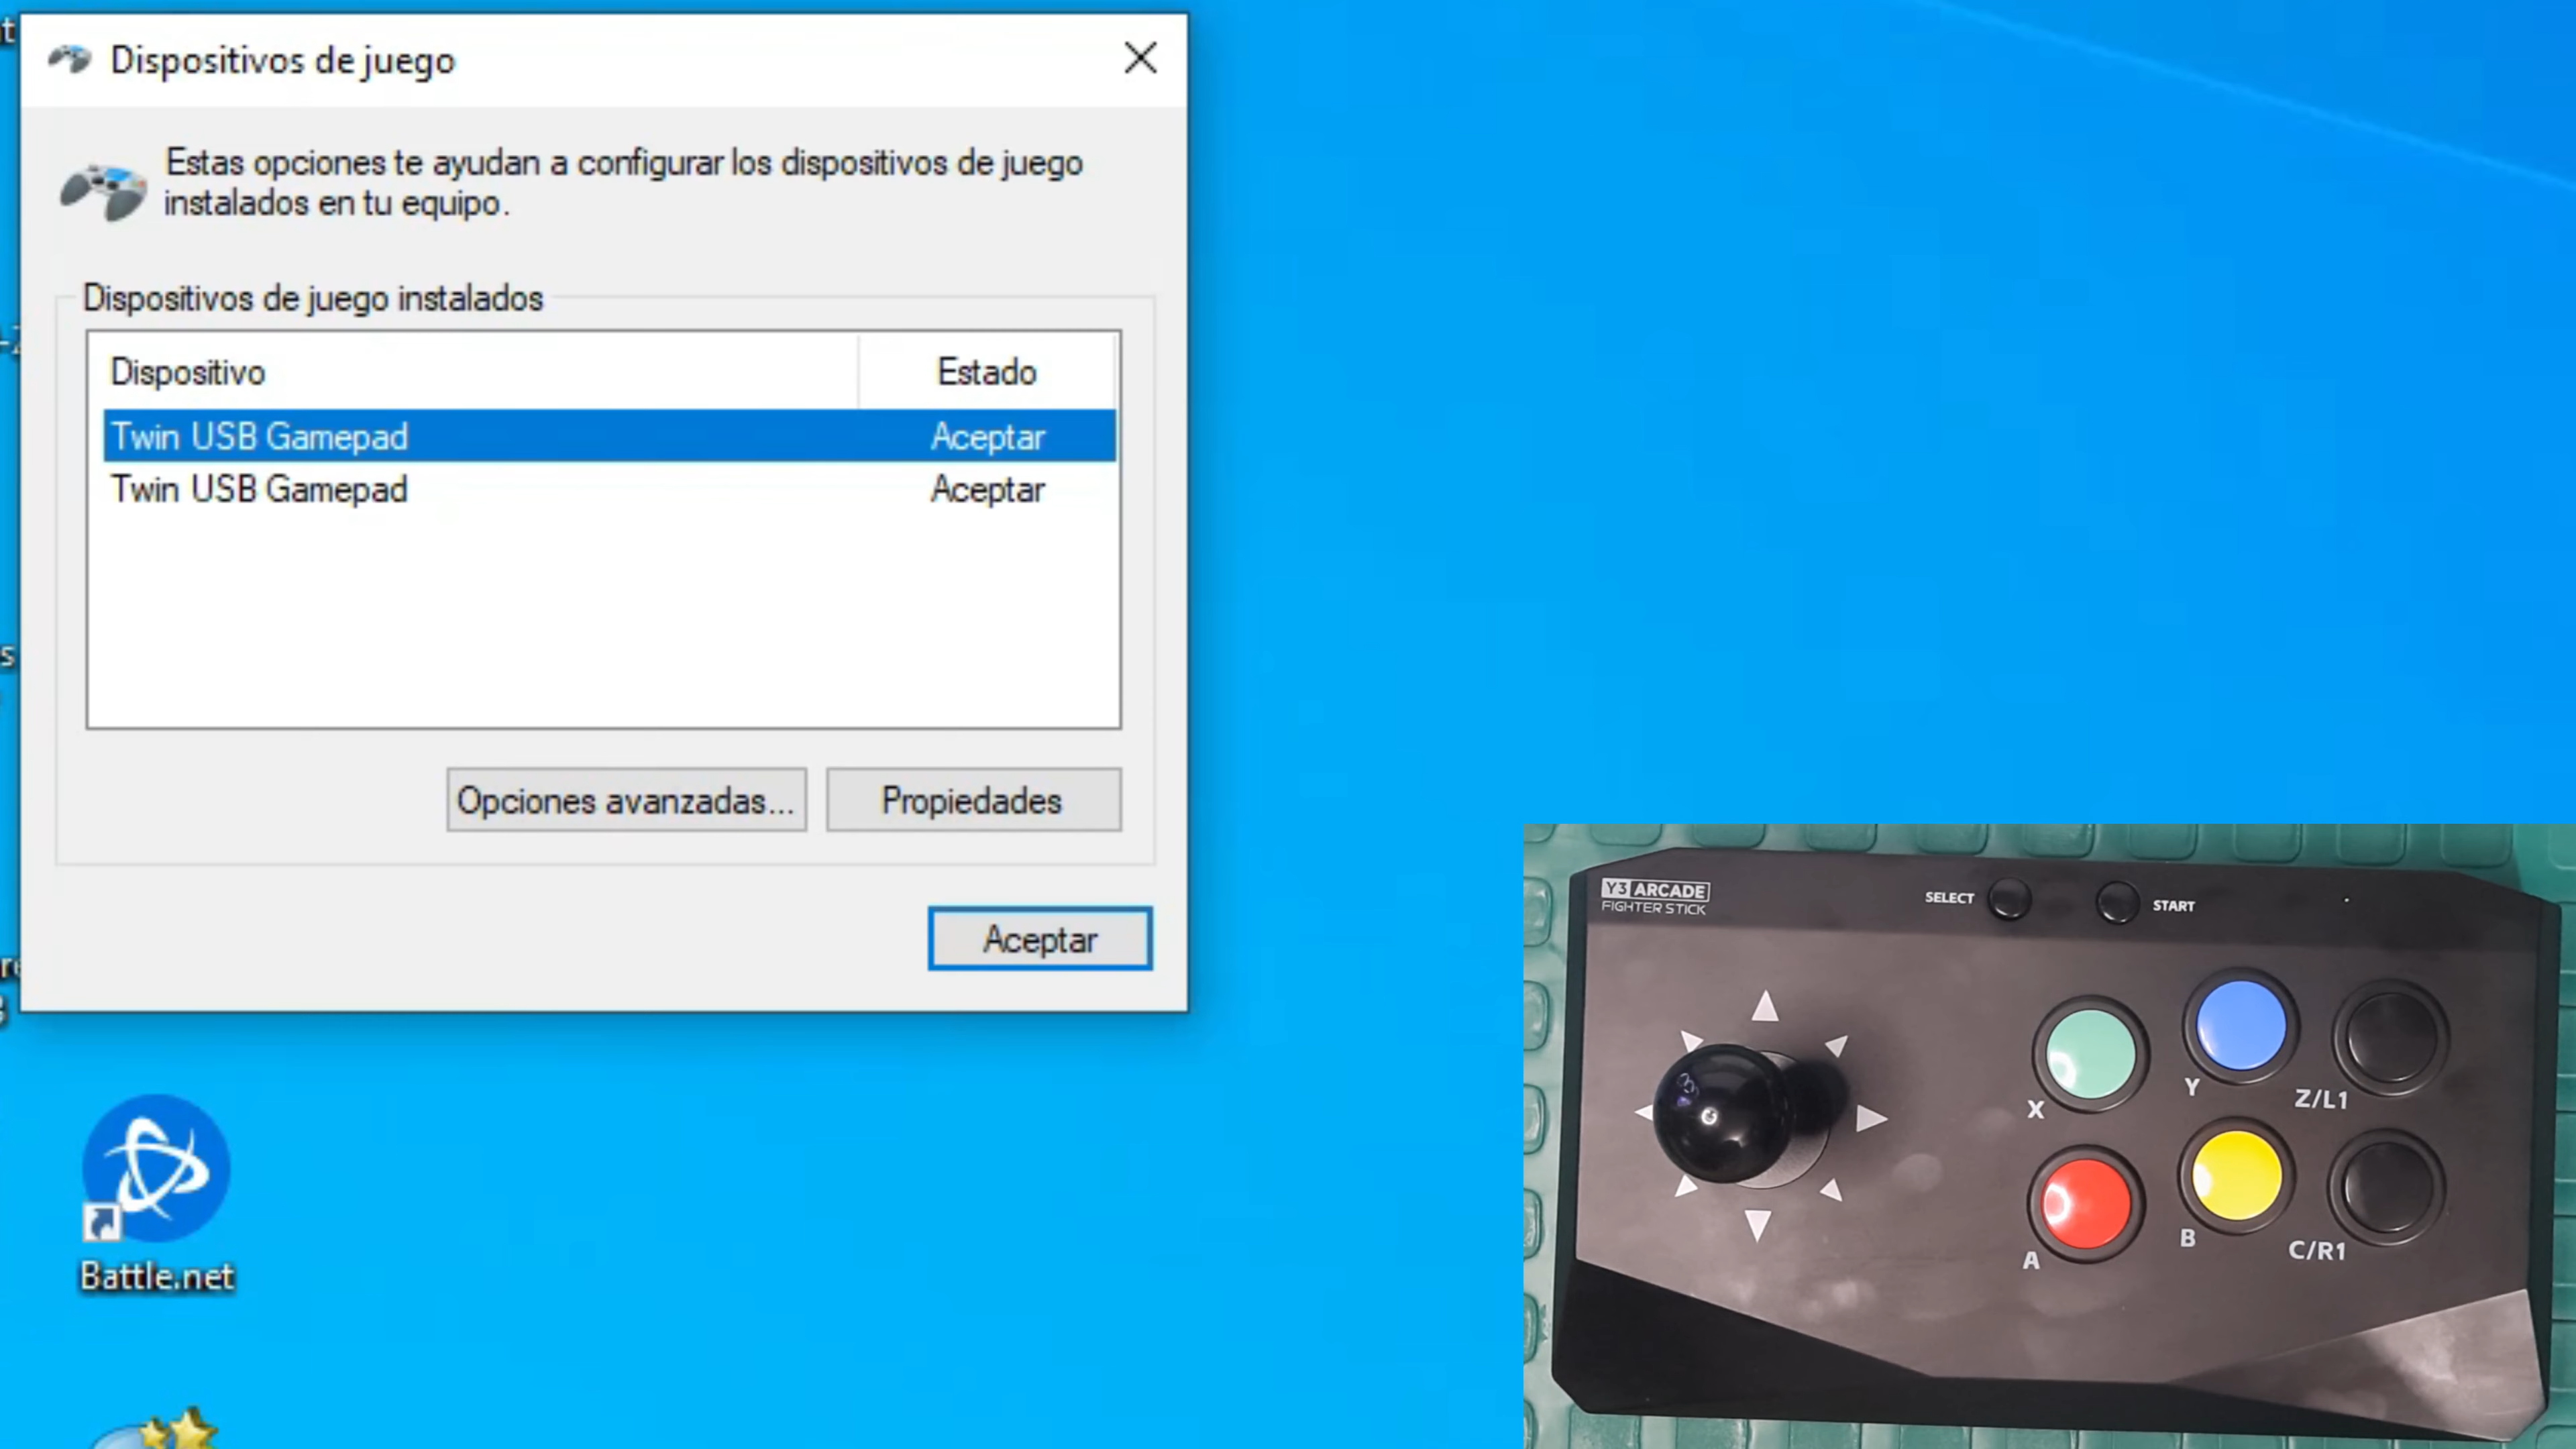 Dispositivos de juego
Estas opciones te ayudan a configurar los dispositivos de juego
instalados en tu equipo.
Dispositivos de juego instalados
Dispositivo Estado
Twin USB Gamepad Aceptar
Twin USB Gamepad Aceptar
Opciones avanzadas... Propiedades
Aceptar
Battle.net
Y3 ARCADE
FIGHTER STICK
SELECT
START
X
Y
Z/L1
A
B
C/R1